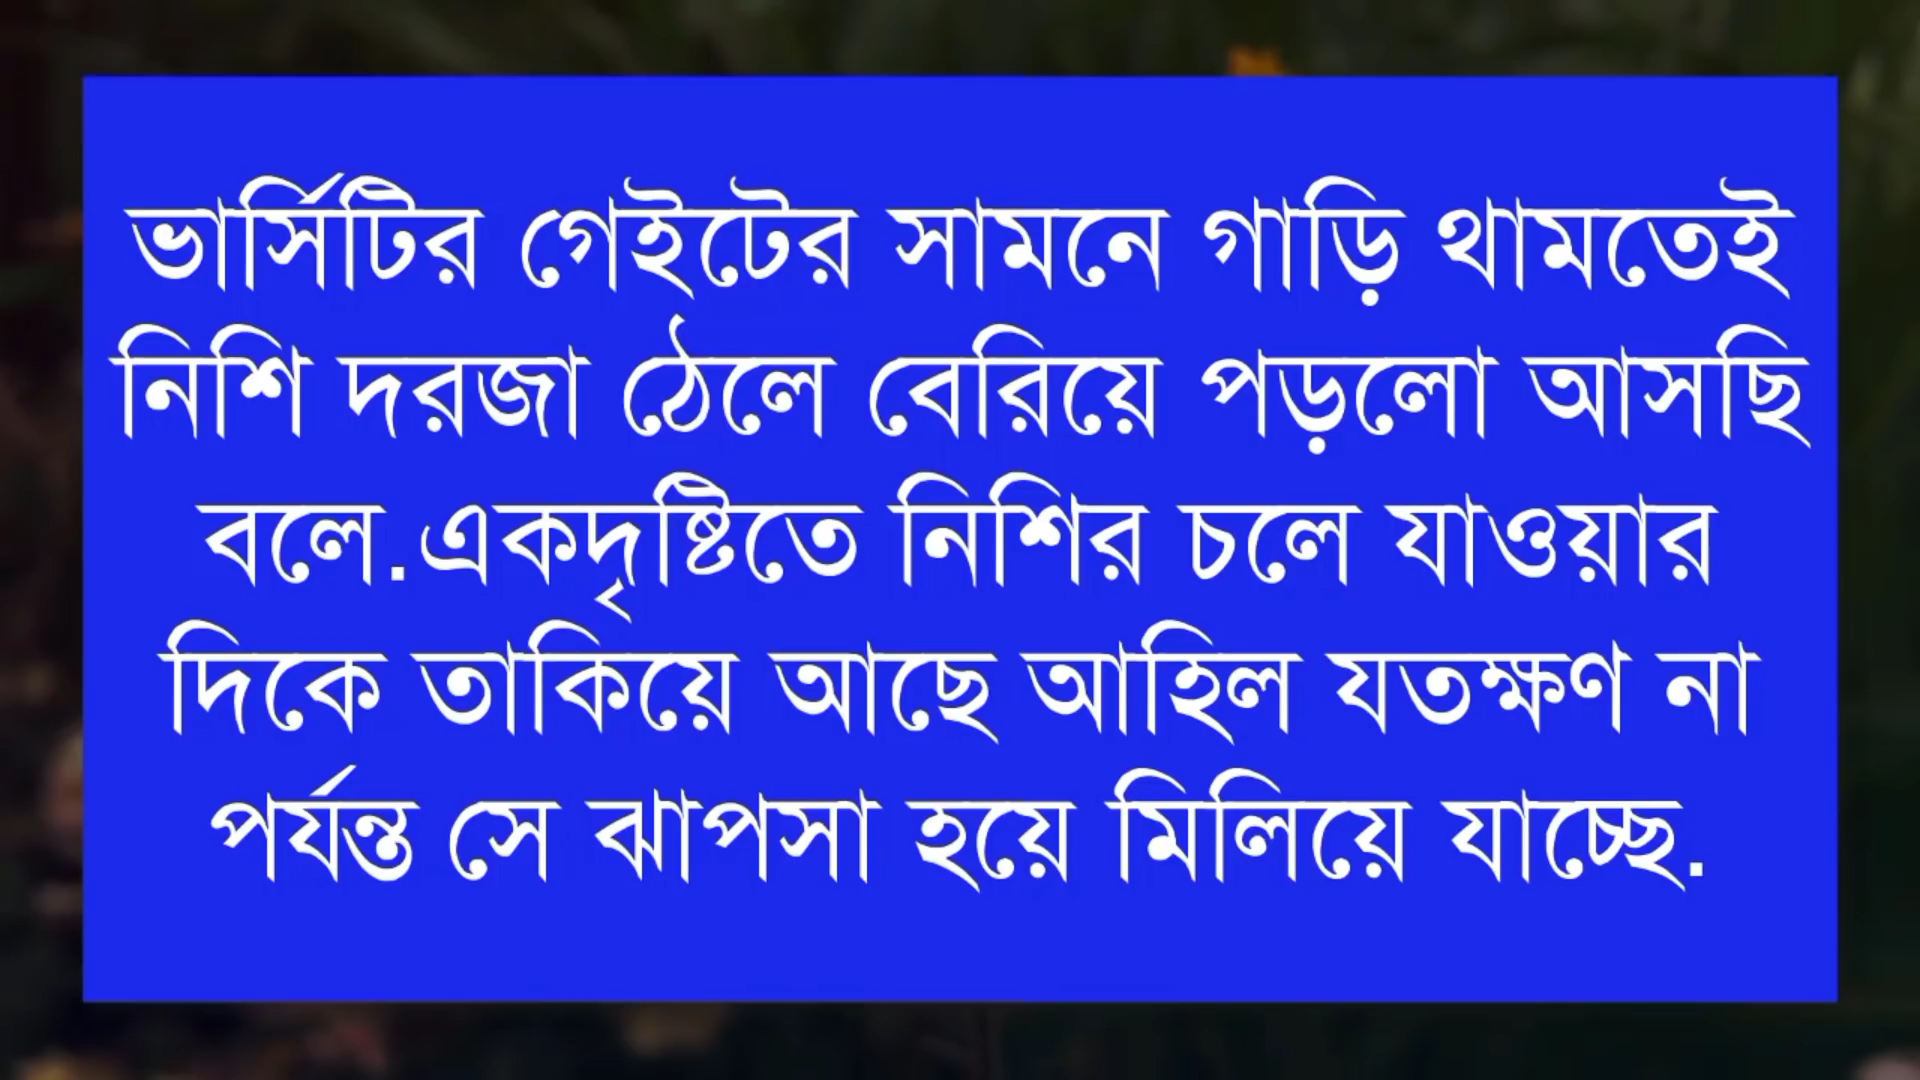 ভার্সিটির গেইটের সামনে গাড়ি থামতেই
নিশি দরজা ঠেলে বেরিয়ে পড়লো আসছি
বলে.একদৃষ্টিতে নিশির চলে যাওয়ার
দিকে তাকিয়ে আছে আহিল যতক্ষণ না
পর্যন্ত সে ঝাপসা হয়ে মিলিয়ে যাচ্ছে.